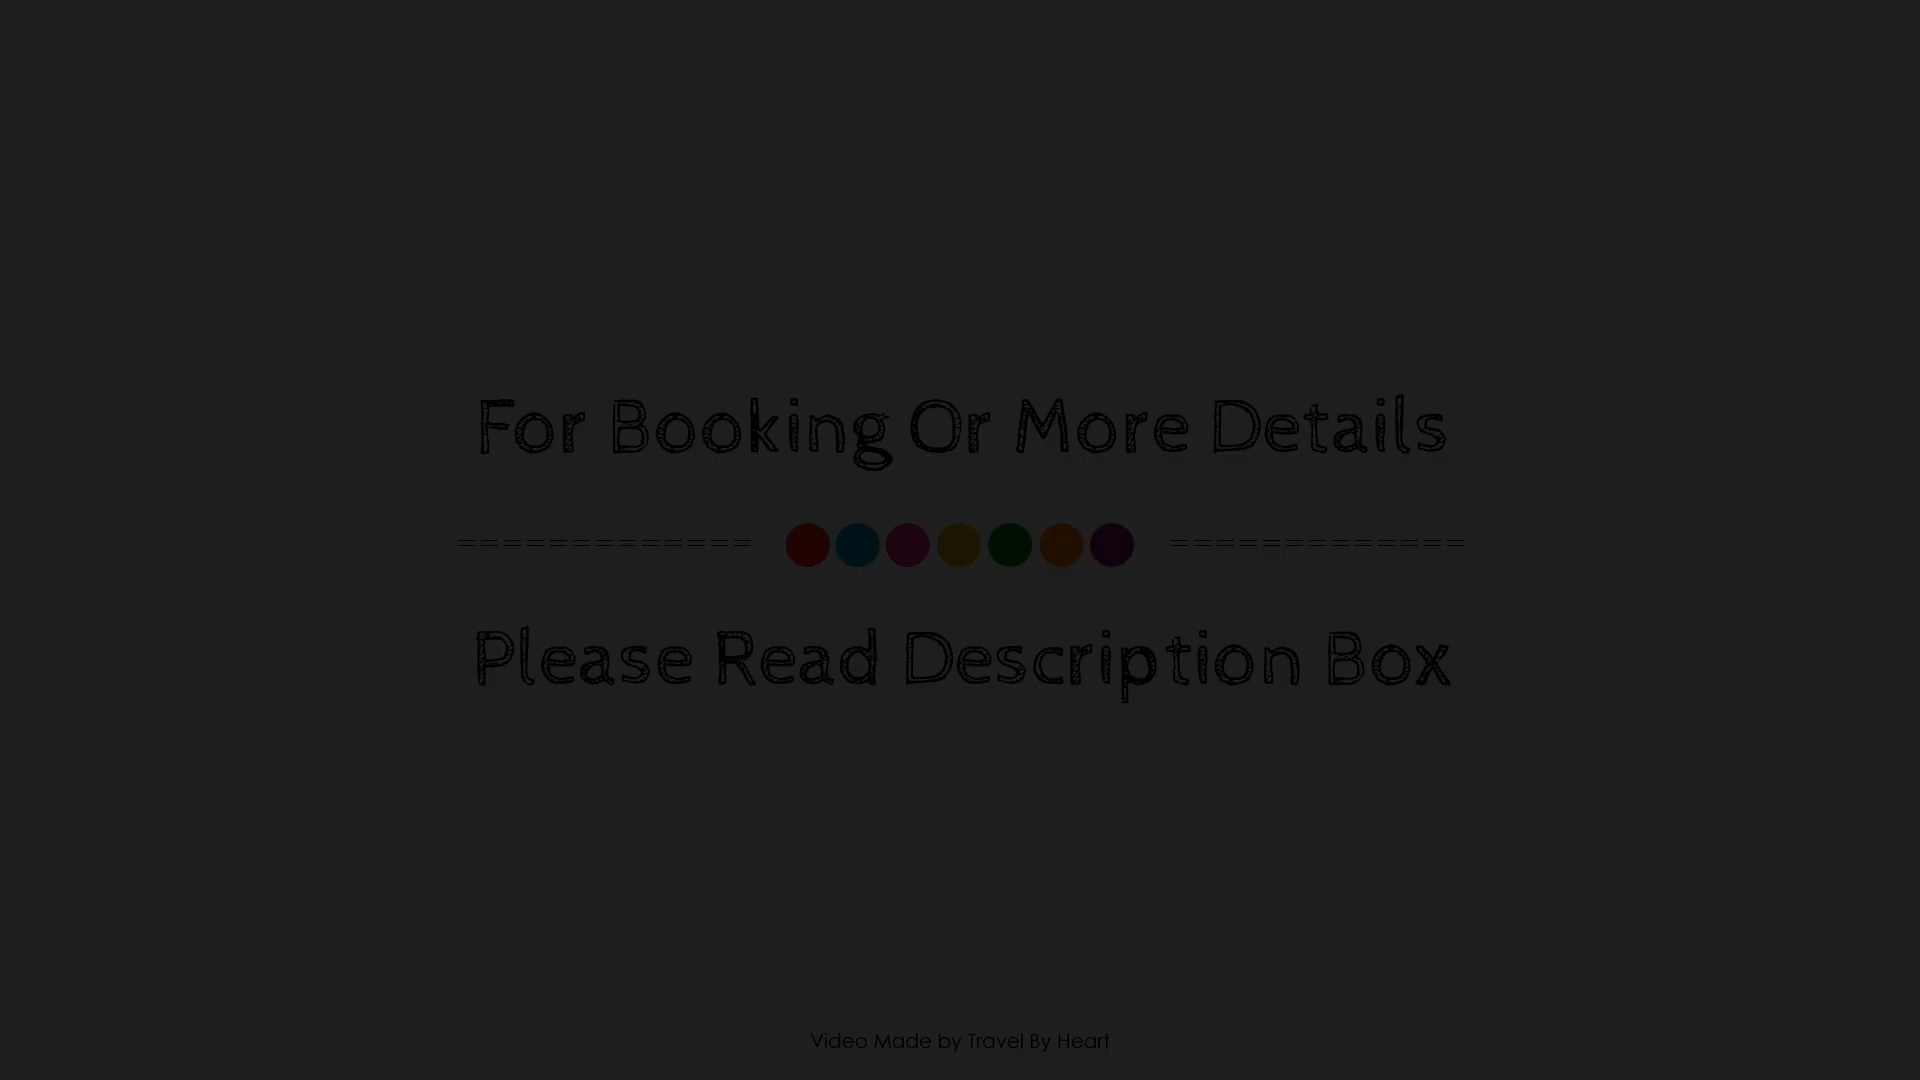 For Booking Or More Details
============= =============
Please Read Description Box
Video Made by Travel By Heart